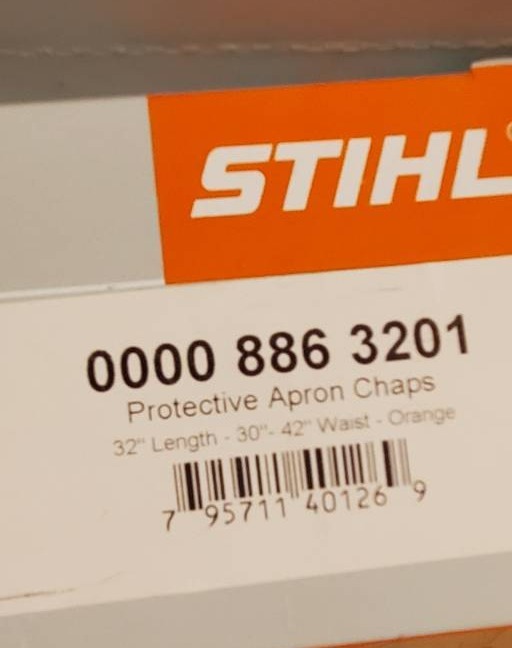 STIHL
0000 886 3201
Protective Apron Chaps
32" Length - 30"- 42" Waist - Orange
7 95711 40126 9